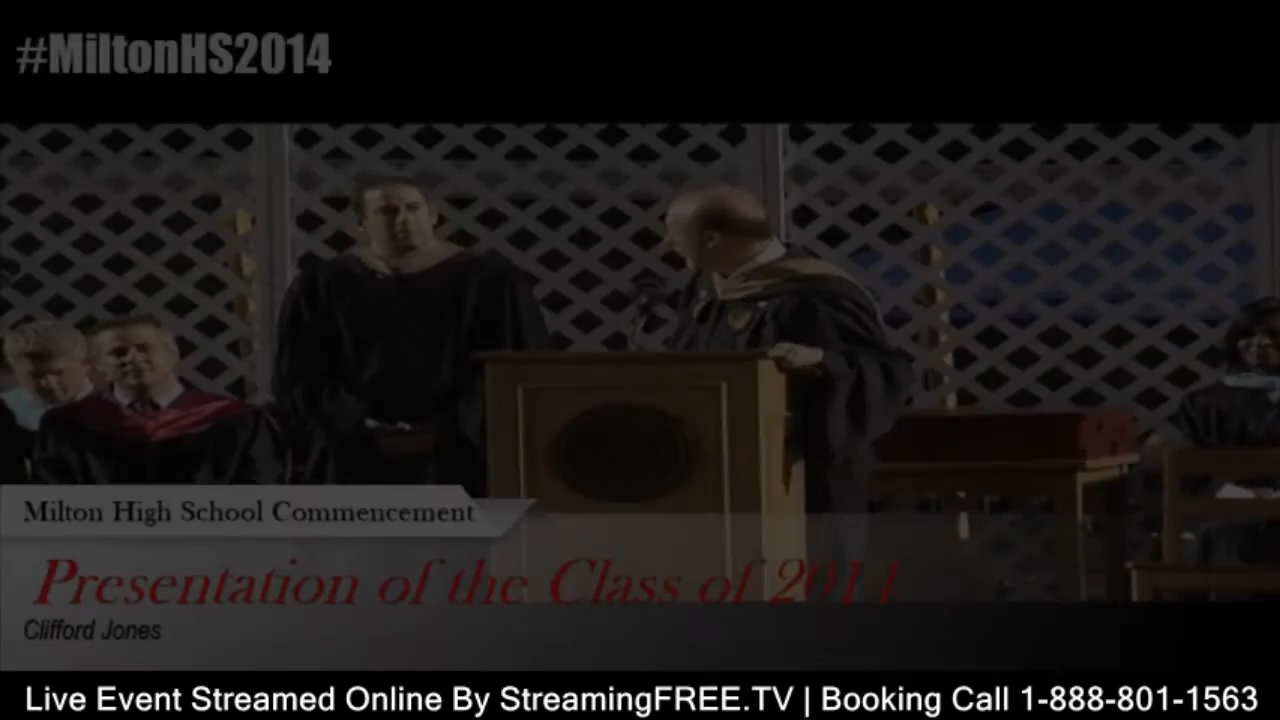 #MiltonHS2014
Milton High School Commencement
Presentation of the Class of 2014
Clifford Jones
Live Event Streamed Online By StreamingFREE.TV | Booking Call 1-888-801-1563